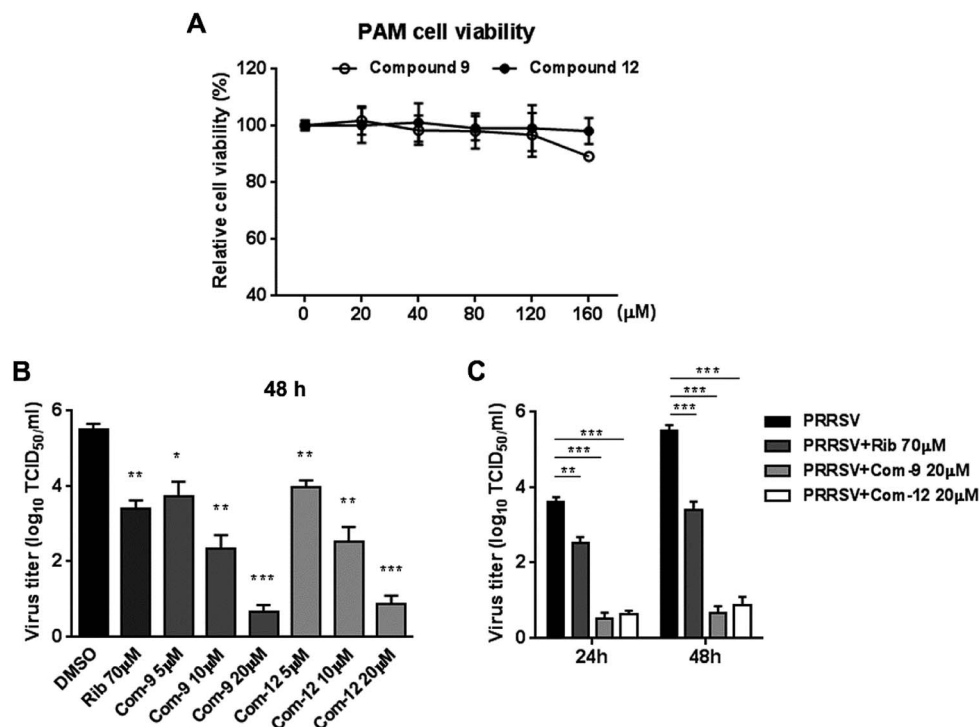 A
PAM cell viability
Compound 9 Compound 12
Relative cell viability (%)
120
100
80
60
40
0 20 40 80 120 160 (μM)
B
48 h
Virus titer (log10 TCID50/ml)
6
4
2
0
** * ** *** ** ** ***
DMSO
Rib 70μM
Com-9 5μM
Com-9 10μM
Com-9 20μM
Com-12 5μM
Com-12 10μM
Com-12 20μM
C
Virus titer (log10 TCID50/ml)
6
4
2
0
***
***
**
***
***
***
24h 48h
PRRSV
PRRSV+Rib 70μM
PRRSV+Com-9 20μM
PRRSV+Com-12 20μM